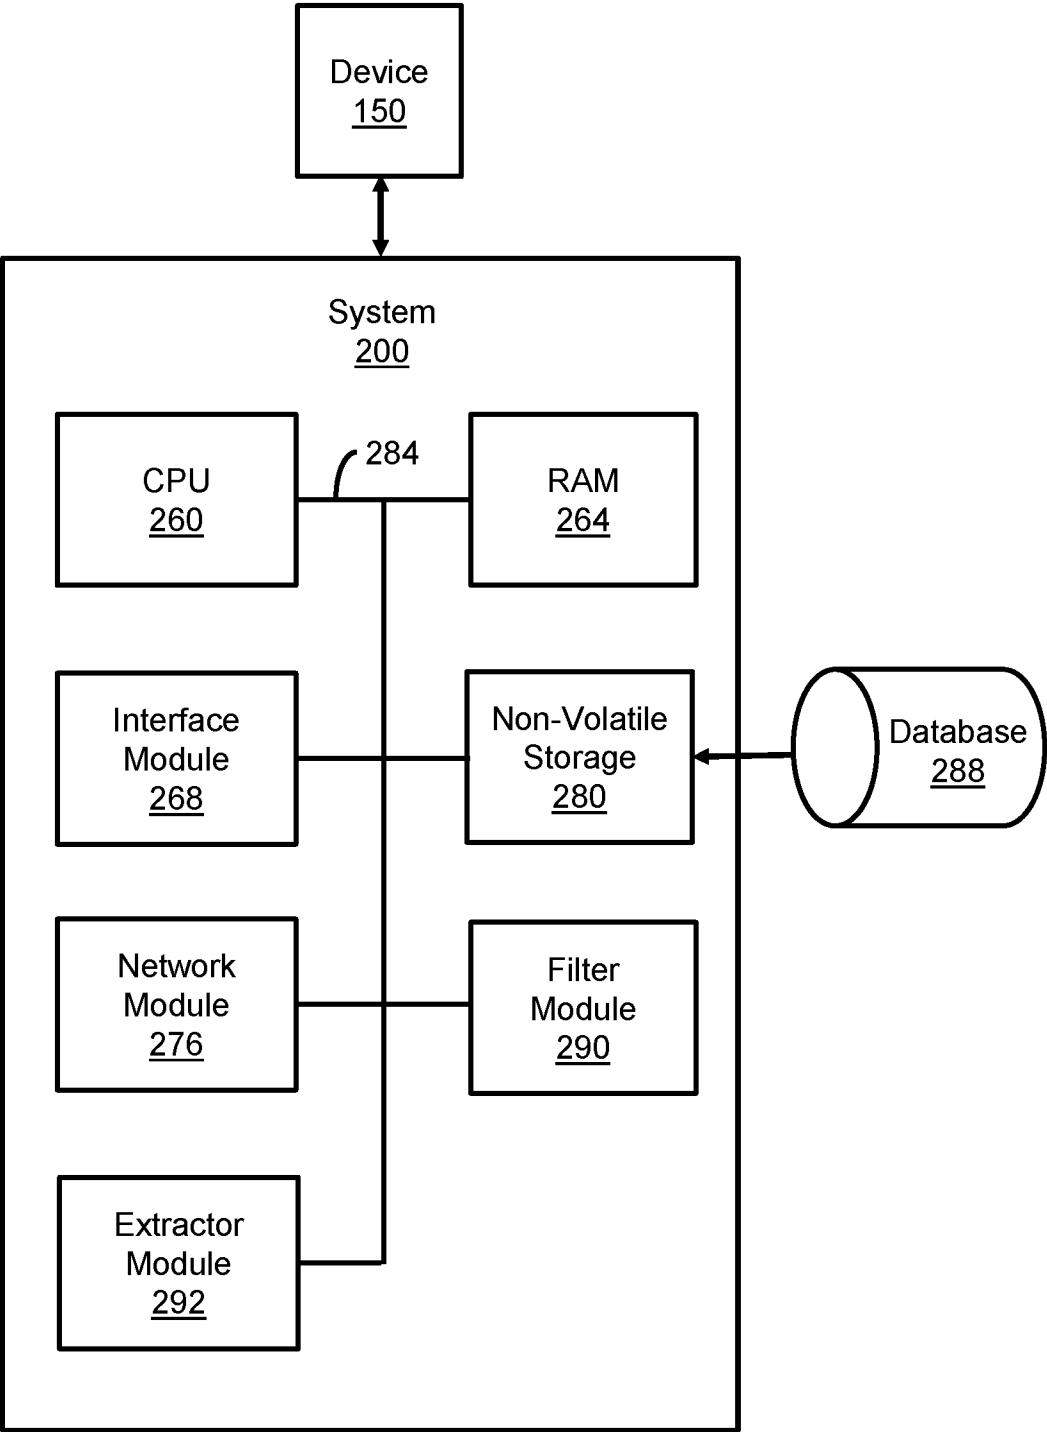 Device
150
System
200
CPU
260
284
RAM
264
Interface
Module
268
Non-Volatile
Storage
280
Database
288
Network
Module
276
Filter
Module
290
Extractor
Module
292